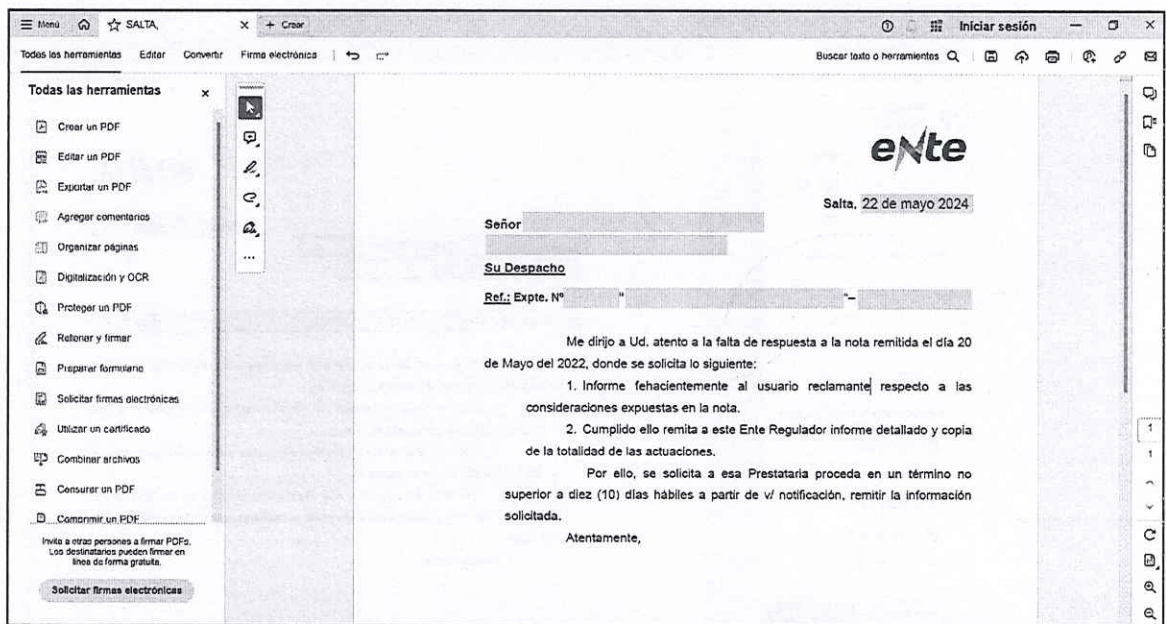 Menú
SALTA,
+ Crear
Iniciar sesión
Todas las herramientas Editar Convertir Firma electrónica
Buscar texto o herramientas
Todas las herramientas
Crear un PDF
Editar un PDF
Exportar un PDF
Agregar comentarios
Organizar páginas
Digitalización y OCR
Proteger un PDF
Rellenar y firmar
Preparar formulario
Solicitar firmas electrónicas
Utilizar un certificado
Combinar archivos
Censurar un PDF
Comprimir un PDF
Invite a otras personas a firmar PDFs.
Los destinatarios pueden firmar en
línea de forma gratuita.
Solicitar firmas electrónicas
eNte
Salta, 22 de mayo 2024
Señor
Su Despacho
Ref.: Expte. Nº " "–
Me dirijo a Ud. atento a la falta de respuesta a la nota remitida el día 20
de Mayo del 2022, donde se solicita lo siguiente:
1. Informe fehacientemente al usuario reclamante respecto a las
consideraciones expuestas en la nota.
2. Cumplido ello remita a este Ente Regulador informe detallado y copia
de la totalidad de las actuaciones.
Por ello, se solicita a esa Prestataria proceda en un término no
superior a diez (10) días hábiles a partir de v/ notificación, remitir la información
solicitada.
Atentamente,
1
1